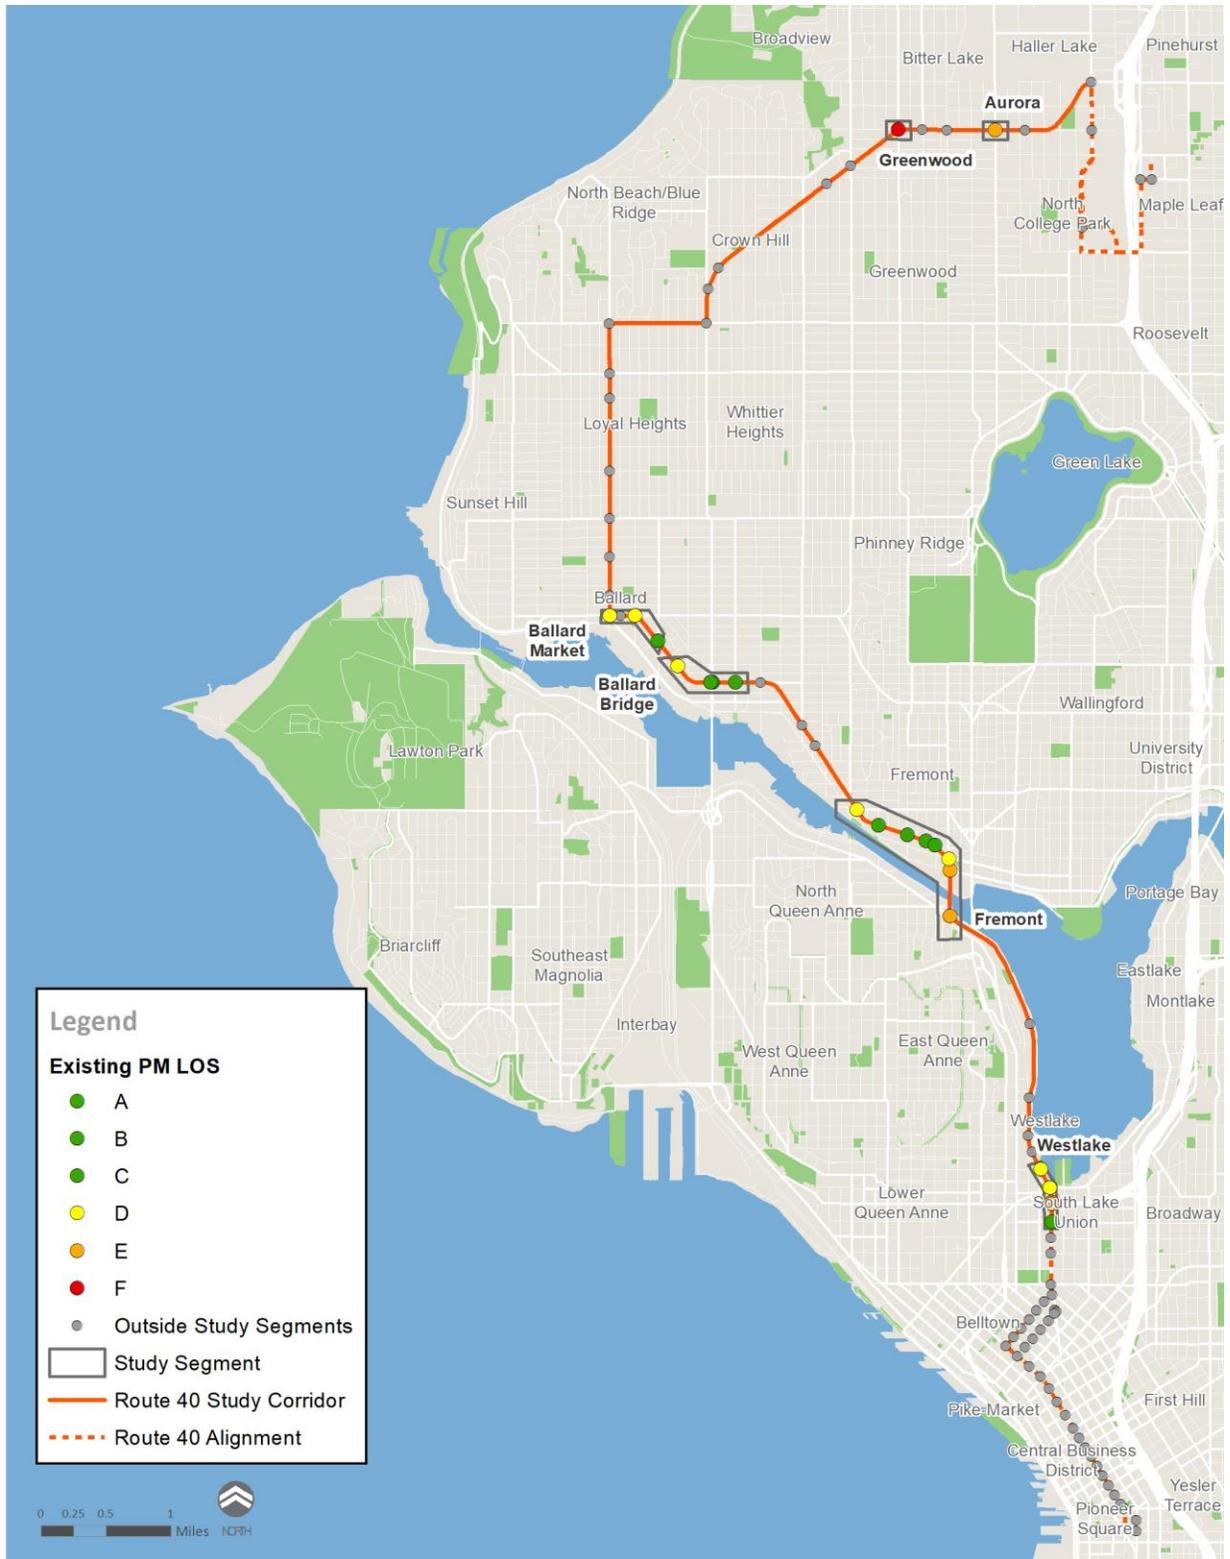 Broadview
Bitter Lake
Haller Lake
Pinehurst
Aurora
Greenwood
North Beach/Blue
Ridge
North
College Park
Maple Leaf
Crown Hill
Greenwood
Roosevelt
Loyal Heights
Whittier
Heights
Green Lake
Sunset Hill
Phinney Ridge
Ballard
Ballard
Market
Ballard
Bridge
Wallingford
Lawton Park
University
District
Fremont
North
Queen Anne
Portage Bay
Fremont
Briarcliff
Southeast
Magnolia
Eastlake
Montlake
Interbay
West Queen
Anne
East Queen
Anne
Westlake
Westlake
Lower
Queen Anne
South Lake
Union
Broadway
Belltown
First Hill
Pike-Market
Central Business
District
Yesler
Terrace
Pioneer
Square
Legend
Existing PM LOS
A
B
C
D
E
F
Outside Study Segments
Study Segment
Route 40 Study Corridor
Route 40 Alignment
0 0.25 0.5 1
Miles
NORTH